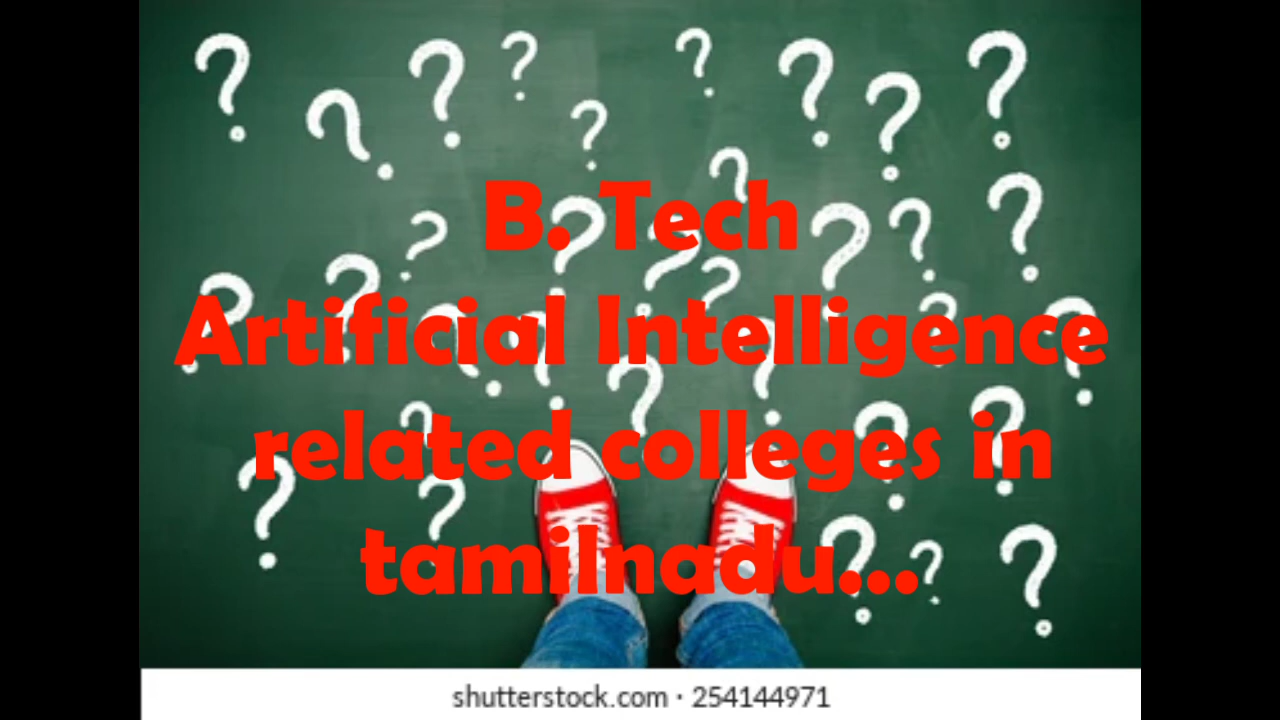 B. Tech
Artificial Intelligence
related colleges in
tamilnadu...
shutterstock.com · 254144971